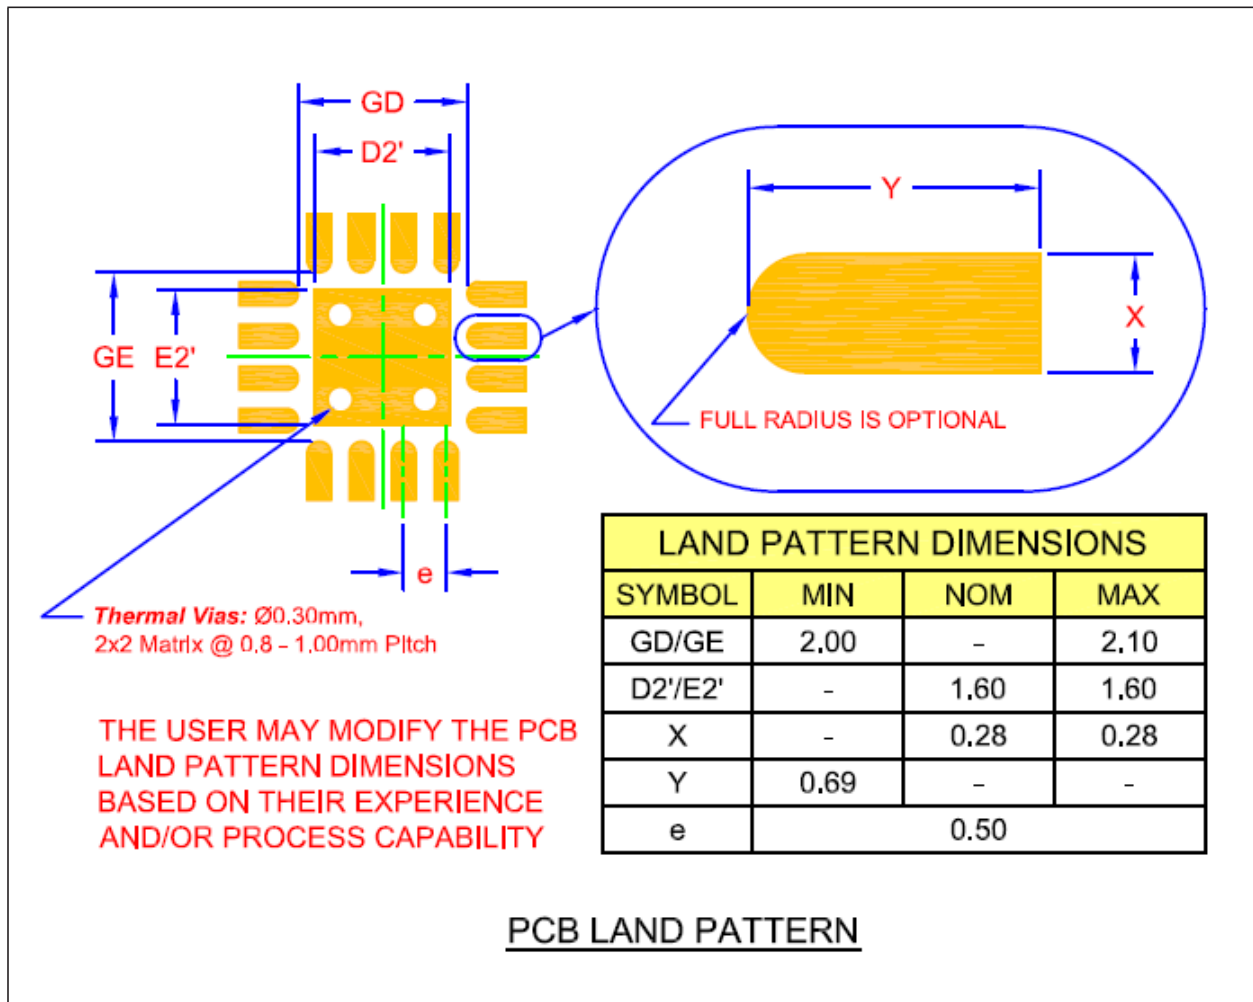 GD
D2'
Y
GE
E2'
X
FULL RADIUS IS OPTIONAL
e
Thermal Vias: Ø0.30mm,
2x2 Matrix @ 0.8 - 1.00mm Pitch
THE USER MAY MODIFY THE PCB
LAND PATTERN DIMENSIONS
BASED ON THEIR EXPERIENCE
AND/OR PROCESS CAPABILITY
LAND PATTERN DIMENSIONS
SYMBOL MIN NOM MAX
GD/GE 2.00 - 2.10
D2'/E2' - 1.60 1.60
X - 0.28 0.28
Y 0.69 - -
e 0.50
PCB LAND PATTERN